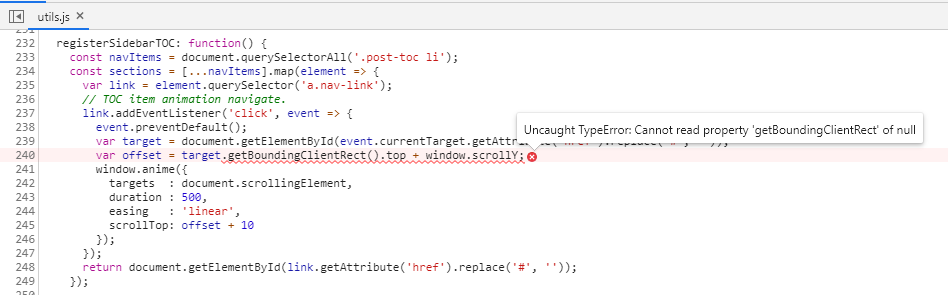 utils.js ×
232 registerSidebarTOC: function() {
233 const navItems = document.querySelectorAll('.post-toc li');
234 const sections = [...navItems].map(element => {
235 var link = element.querySelector('a.nav-link');
236 // TOC item animation navigate.
237 link.addEventListener('click', event => {
238 event.preventDefault();
Uncaught TypeError: Cannot read property 'getBoundingClientRect' of null
239 var target = document.getElementById(event.currentTarget.
240 var offset = target.getBoundingClientRect().top + window.scrollY;
241 window.anime({
242 targets : document.scrollingElement,
243 duration : 500,
244 easing : 'linear',
245 scrollTop: offset + 10
246 });
247 });
248 return document.getElementById(link.getAttribute('href').replace('#', ''));
249 });